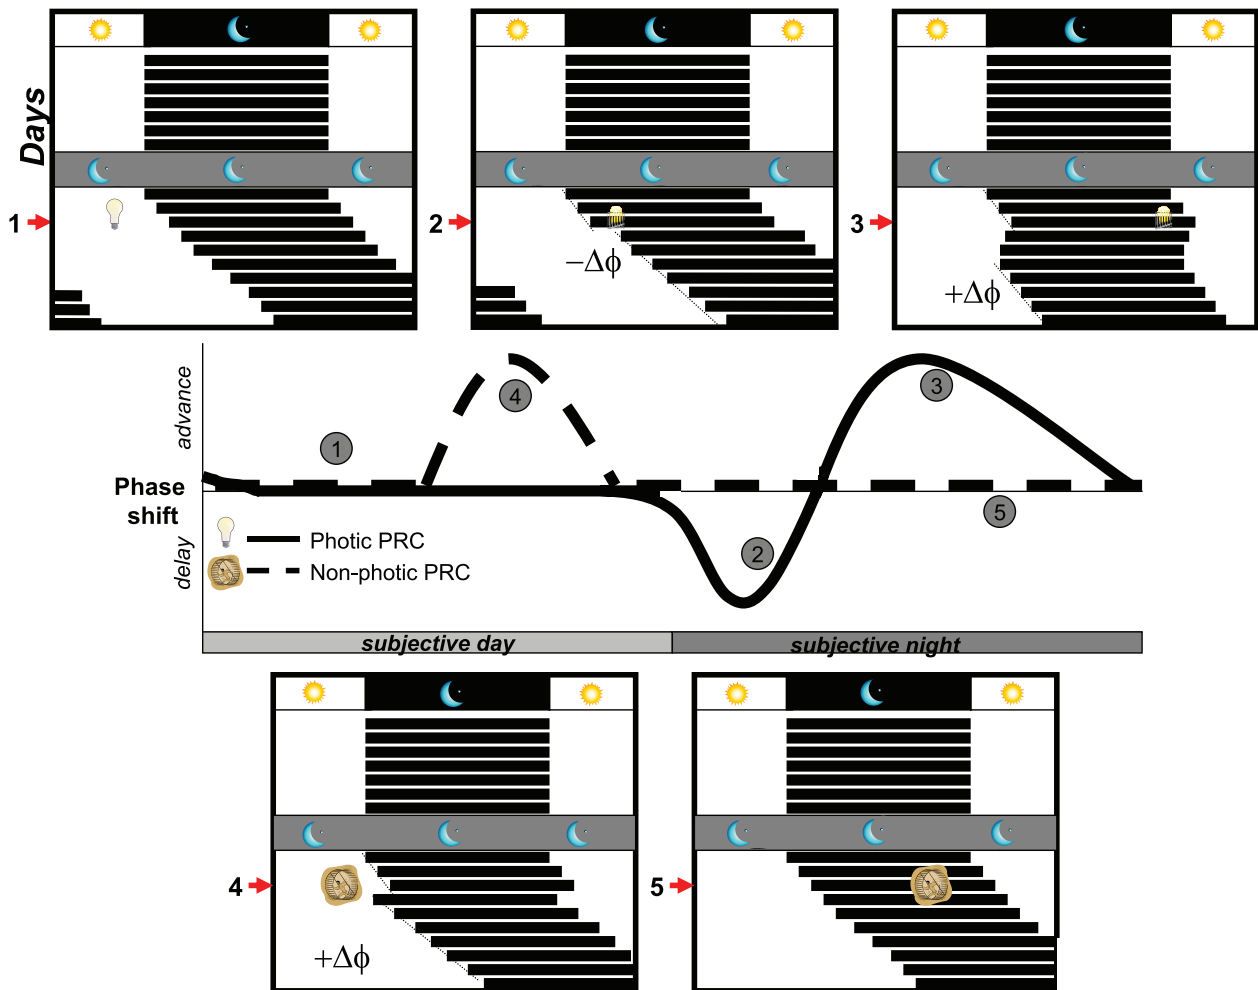 Days
1
2
−Δϕ
3
+Δϕ
advance
Phase
shift
delay
1
4
3
2
5
Photic PRC
Non-photic PRC
subjective day
subjective night
4
+Δϕ
5